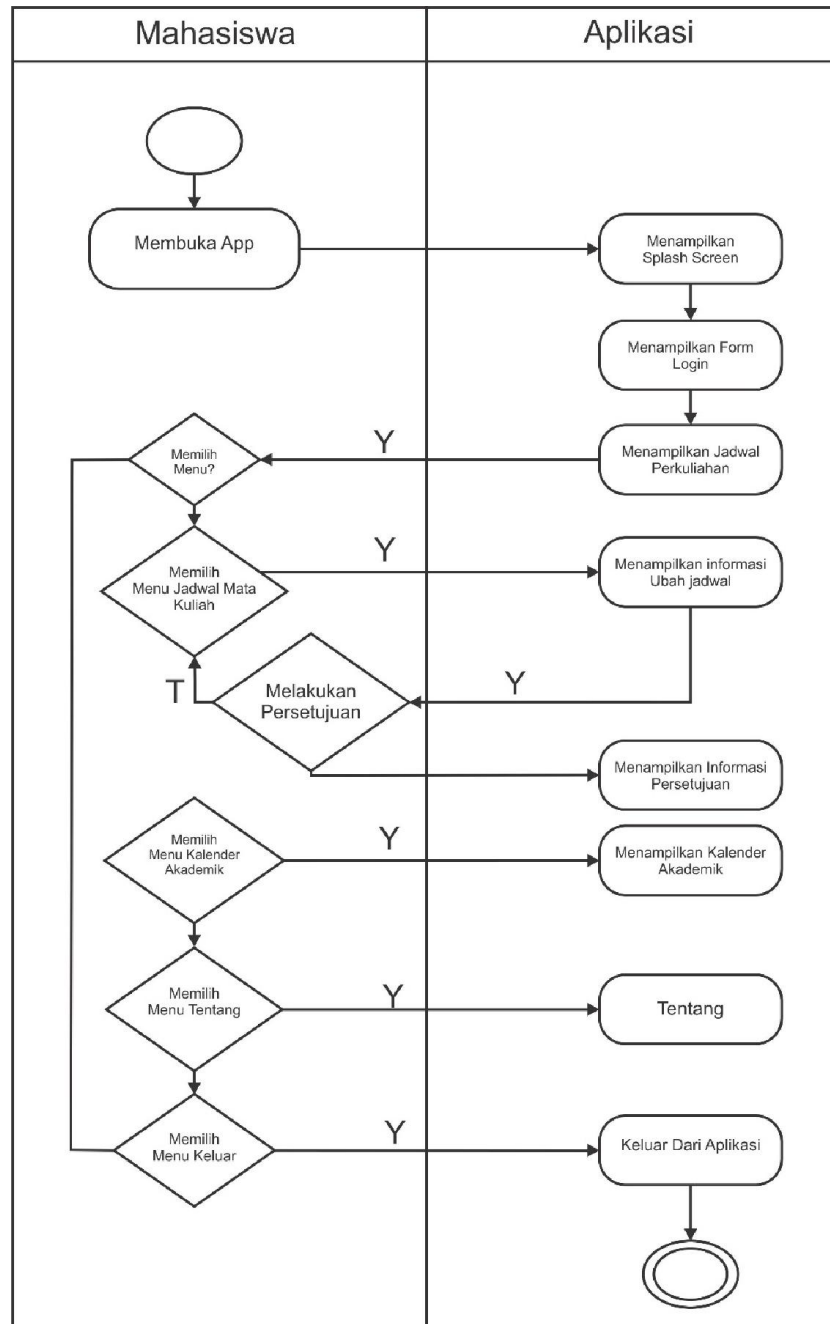 Mahasiswa
Aplikasi
Membuka App
Menampilkan
Splash Screen
Menampilkan Form
Login
Memilih
Menu?
Y
Menampilkan Jadwal
Perkuliahan
Memilih
Menu Jadwal Mata
Kuliah
Y
Menampilkan informasi
Ubah jadwal
T
Melakukan
Persetujuan
Y
Menampilkan Informasi
Persetujuan
Memilih
Menu Kalender
Akademik
Y
Menampilkan Kalender
Akademik
Memilih
Menu Tentang
Y
Tentang
Memilih
Menu Keluar
Y
Keluar Dari Aplikasi